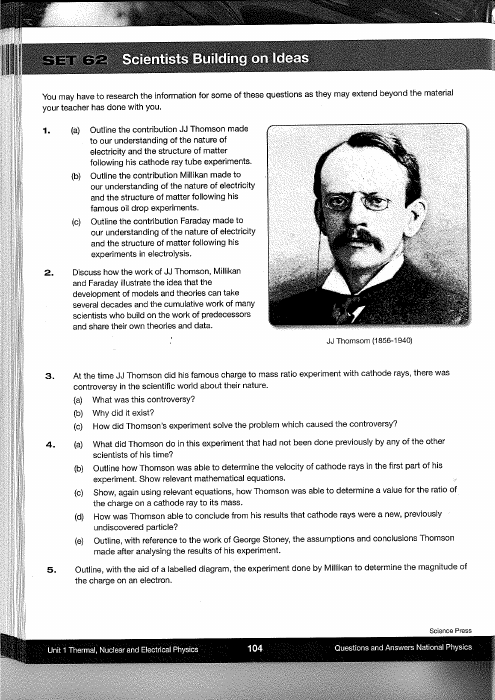 SET 62 Scientists Building on Ideas
You may have to research the information for some of these questions as they may extend beyond the material
your teacher has done with you.
1. (a) Outline the contribution JJ Thomson made
to our understanding of the nature of
electricity and the structure of matter
following his cathode ray tube experiments.
(b) Outline the contribution Millikan made to
our understanding of the nature of electricity
and the structure of matter following his
famous oil drop experiments.
(c) Outline the contribution Faraday made to
our understanding of the nature of electricity
and the structure of matter following his
experiments in electrolysis.
2. Discuss how the work of JJ Thomson, Millikan
and Faraday illustrate the idea that the
development of models and theories can take
several decades and the cumulative work of many
scientists who build on the work of predecessors
and share their own theories and data.
JJ Thomsom (1856-1940)
3. At the time JJ Thomson did his famous charge to mass ratio experiment with cathode rays, there was
controversy in the scientific world about their nature.
(a) What was this controversy?
(b) Why did it exist?
(c) How did Thomson's experiment solve the problem which caused the controversy?
4. (a) What did Thomson do in this experiment that had not been done previously by any of the other
scientists of his time?
(b) Outline how Thomson was able to determine the velocity of cathode rays in the first part of his
experiment. Show relevant mathematical equations.
(c) Show, again using relevant equations, how Thomson was able to determine a value for the ratio of
the charge on a cathode ray to its mass.
(d) How was Thomson able to conclude from his results that cathode rays were a new, previously
undiscovered particle?
(e) Outline, with reference to the work of George Stoney, the assumptions and conclusions Thomson
made after analysing the results of his experiment.
5. Outline, with the aid of a labelled diagram, the experiment done by Millikan to determine the magnitude of
the charge on an electron.
Science Press
Unit 1 Thermal, Nuclear and Electrical Physics 104 Questions and Answers National Physics